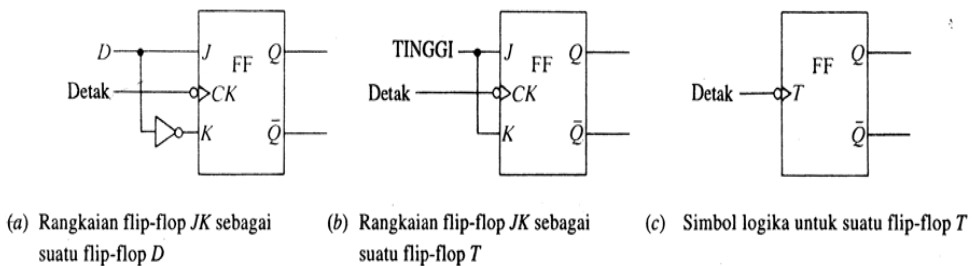 D J Q TINGGI J Q Q
FF FF FF
Detak CK Detak CK Detak T
K Q̄ K Q̄ Q̄
(a) Rangkaian flip-flop JK sebagai
suatu flip-flop D
(b) Rangkaian flip-flop JK sebagai
suatu flip-flop T
(c) Simbol logika untuk suatu flip-flop T